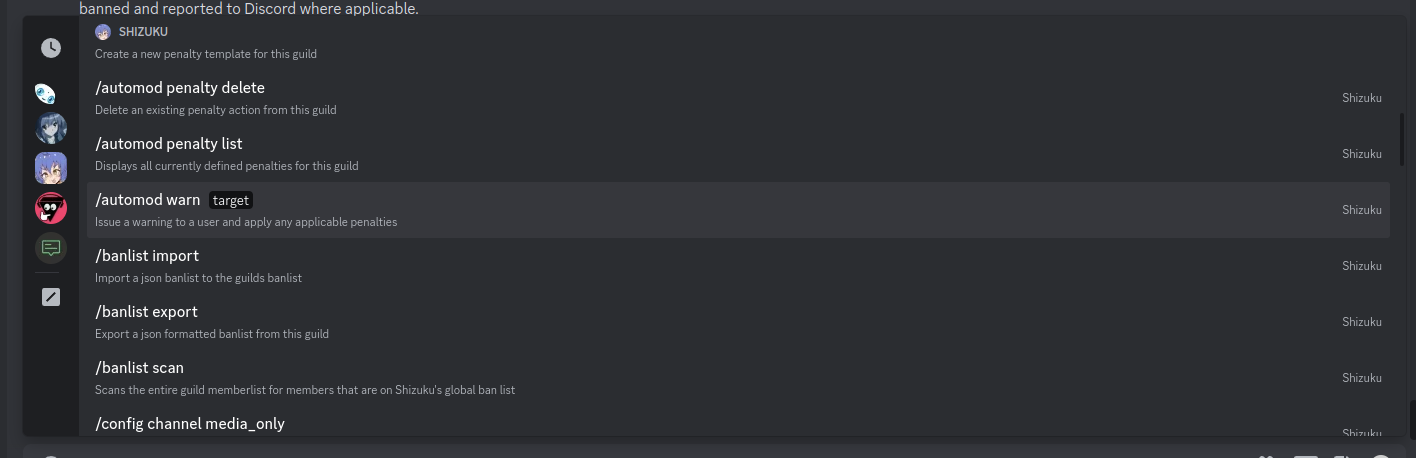 banned and reported to Discord where applicable.
SHIZUKU
Create a new penalty template for this guild
/automod penalty delete
Delete an existing penalty action from this guild
Shizuku
/automod penalty list
Displays all currently defined penalties for this guild
Shizuku
/automod warn target
Issue a warning to a user and apply any applicable penalties
Shizuku
/banlist import
Import a json banlist to the guilds banlist
Shizuku
/banlist export
Export a json formatted banlist from this guild
Shizuku
/banlist scan
Scans the entire guild memberlist for members that are on Shizuku's global ban list
Shizuku
/config channel media_only
Shizuku